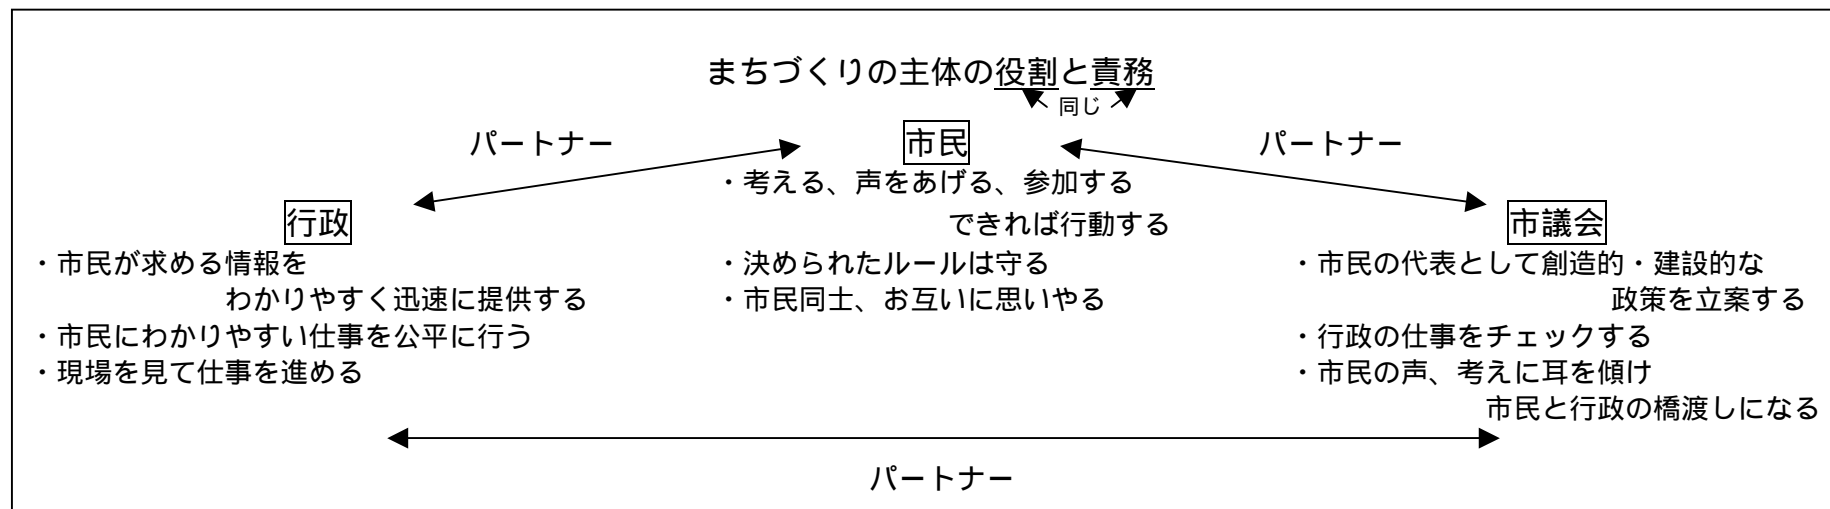 まちづくりの主体の役割と責務
同じ
パートナー
市民
パートナー
・考える、声をあげる、参加する
できれば行動する
・決められたルールは守る
・市民同士、お互いに思いやる
行政
・市民が求める情報を
わかりやすく迅速に提供する
・市民にわかりやすい仕事を公平に行う
・現場を見て仕事を進める
市議会
・市民の代表として創造的・建設的な
政策を立案する
・行政の仕事をチェックする
・市民の声、考えに耳を傾け
市民と行政の橋渡しになる
パートナー